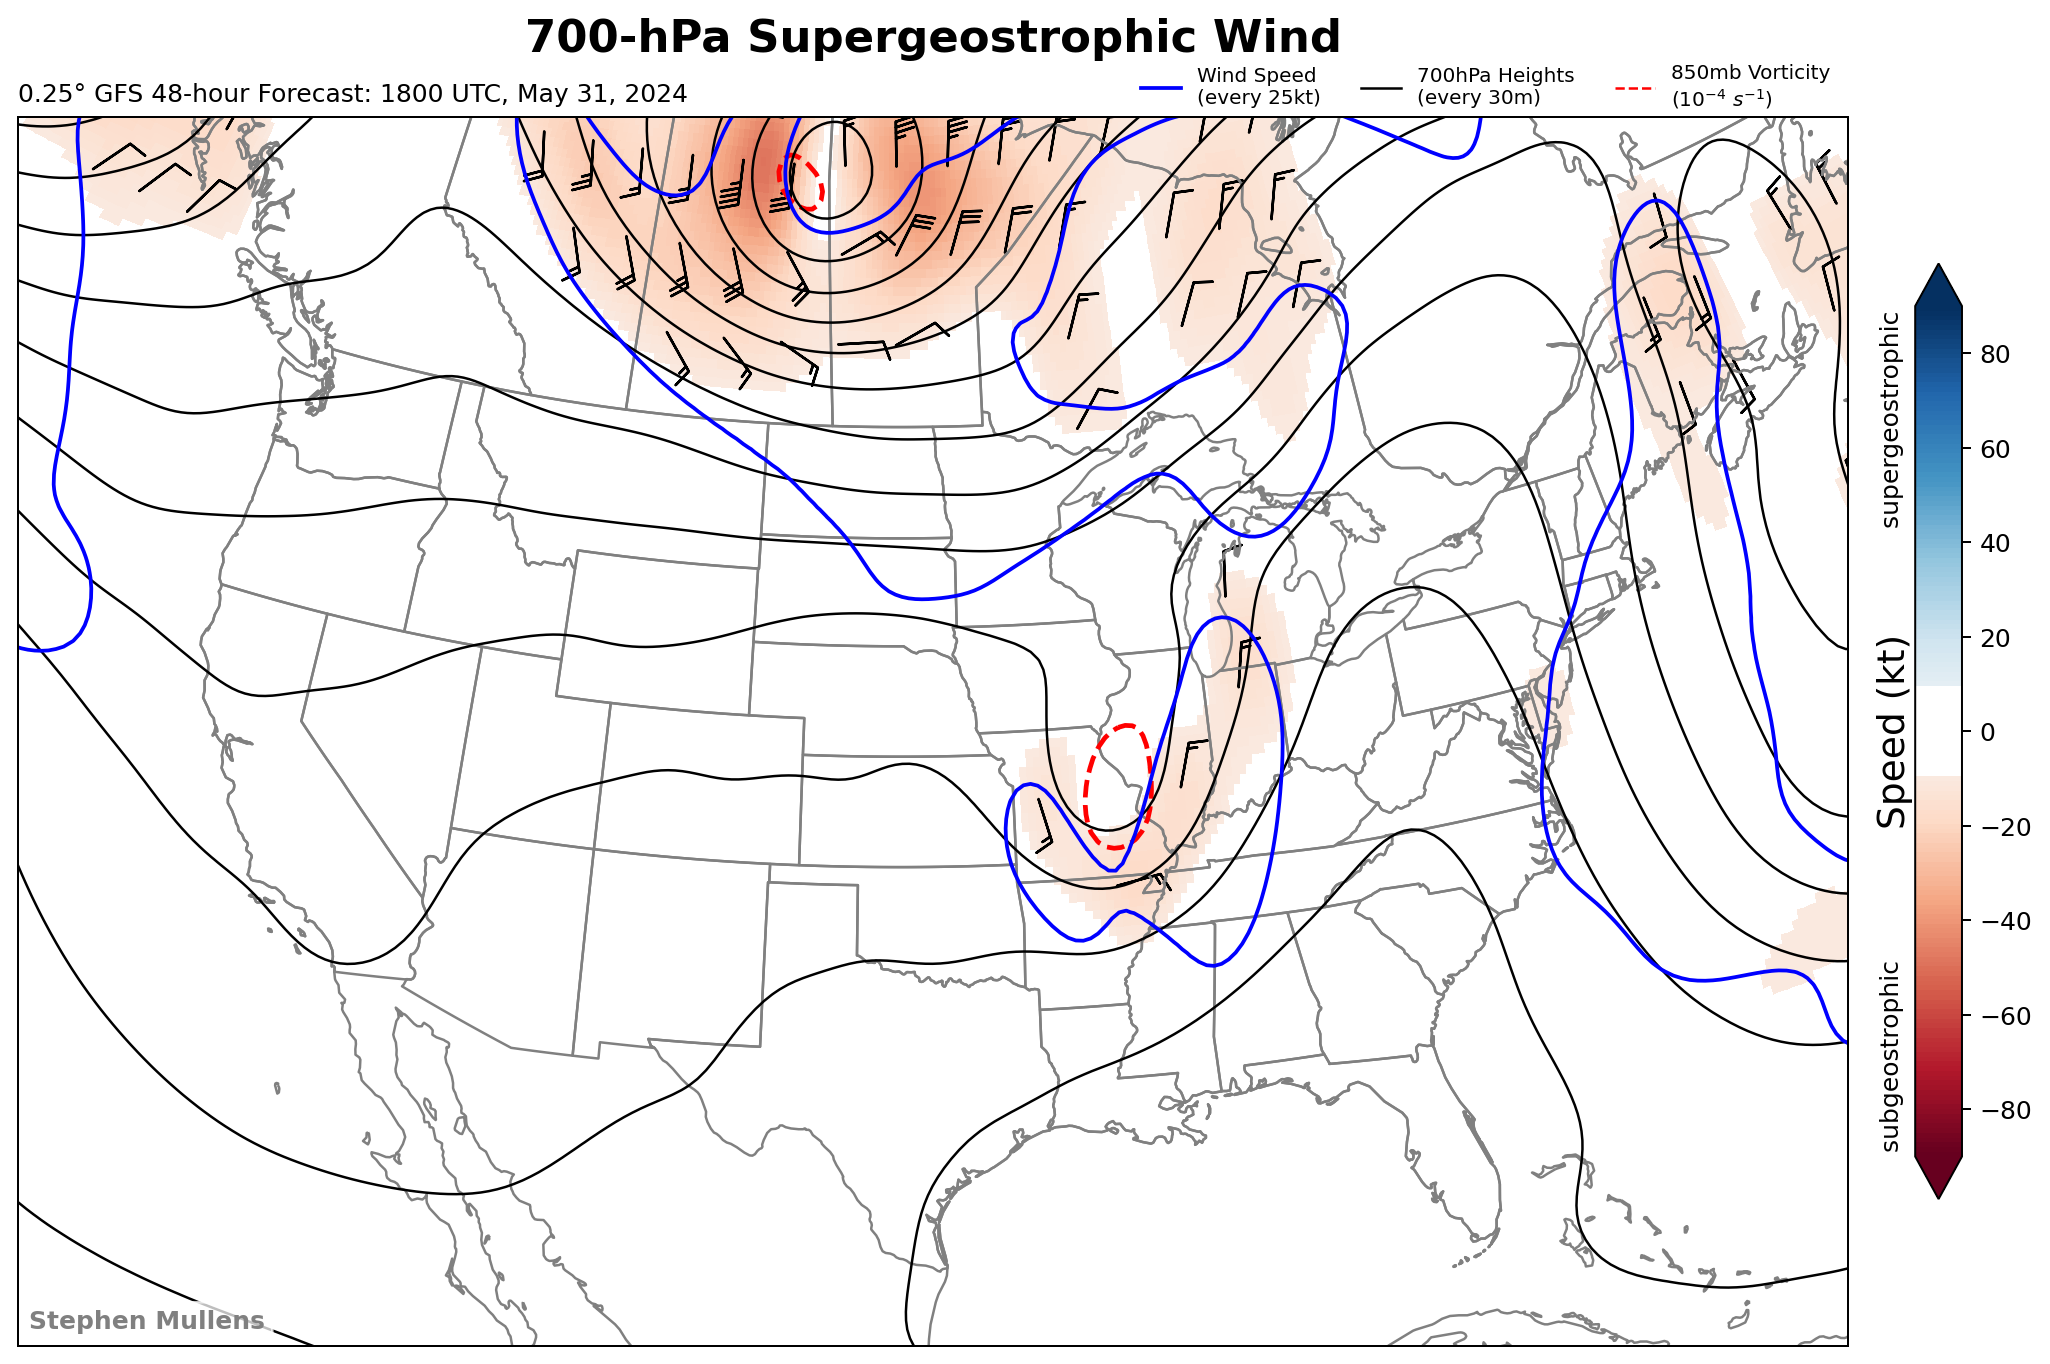 700-hPa Supergeostrophic Wind
0.25° GFS 48-hour Forecast: 1800 UTC, May 31, 2024
Wind Speed
(every 25kt)
700hPa Heights
(every 30m)
850mb Vorticity
(10⁻⁴ s⁻¹)
supergeostrophic
Speed (kt)
subgeostrophic
80
60
40
20
0
−20
−40
−60
−80
Stephen Mullens